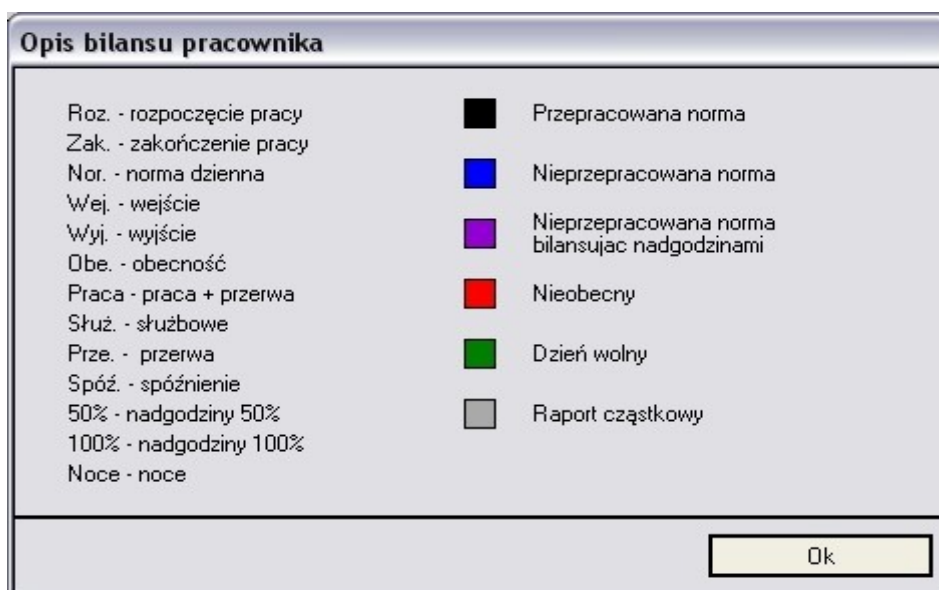 Opis bilansu pracownika
Roz. - rozpoczęcie pracy
Zak. - zakończenie pracy
Nor. - norma dzienna
Wej. - wejście
Wyj. - wyjście
Obe. - obecność
Praca - praca + przerwa
Służ. - służbowe
Prze. - przerwa
Spóź. - spóźnienie
50% - nadgodziny 50%
100% - nadgodziny 100%
Noce - noce
Przepracowana norma
Nieprzepracowana norma
Nieprzepracowana norma
bilansujac nadgodzinami
Nieobecny
Dzień wolny
Raport cząstkowy
Ok